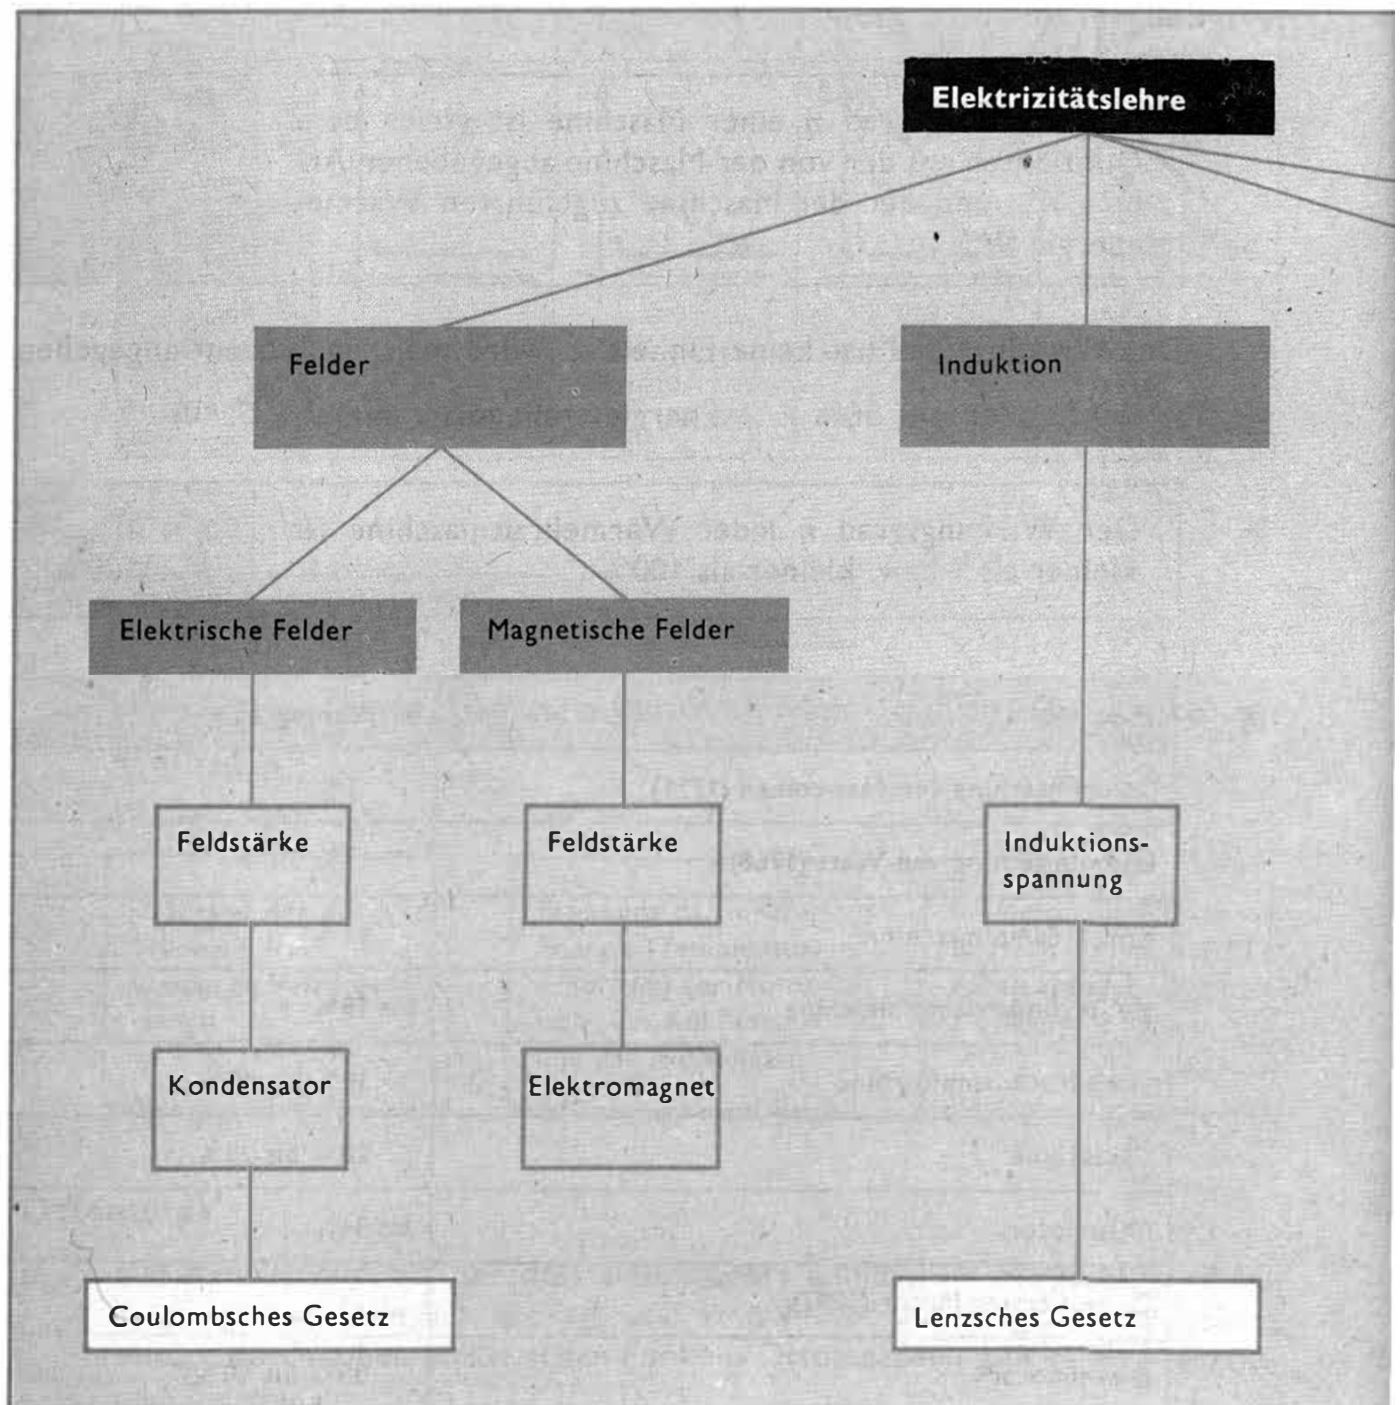 Elektrizitätslehre
Felder
Induktion
Elektrische Felder
Magnetische Felder
Feldstärke
Feldstärke
Induktions-
spannung
Kondensator
Elektromagnet
Coulombsches Gesetz
Lenzsches Gesetz